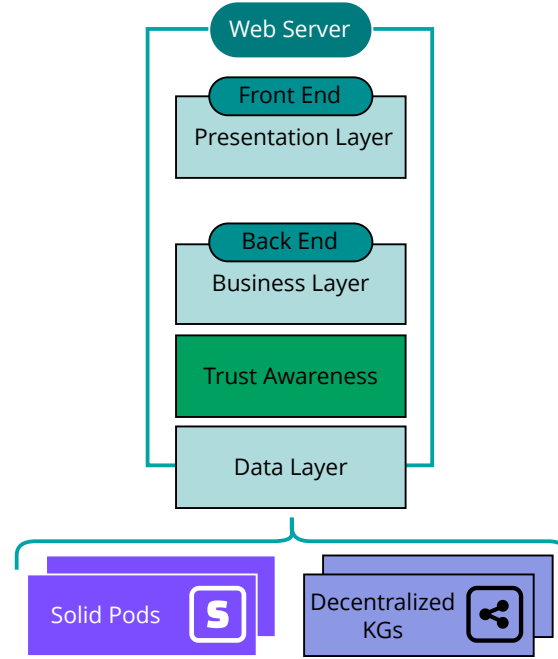 Web Server
Front End
Presentation Layer
Back End
Business Layer
Trust Awareness
Data Layer
Solid Pods
S
Decentralized
KGs